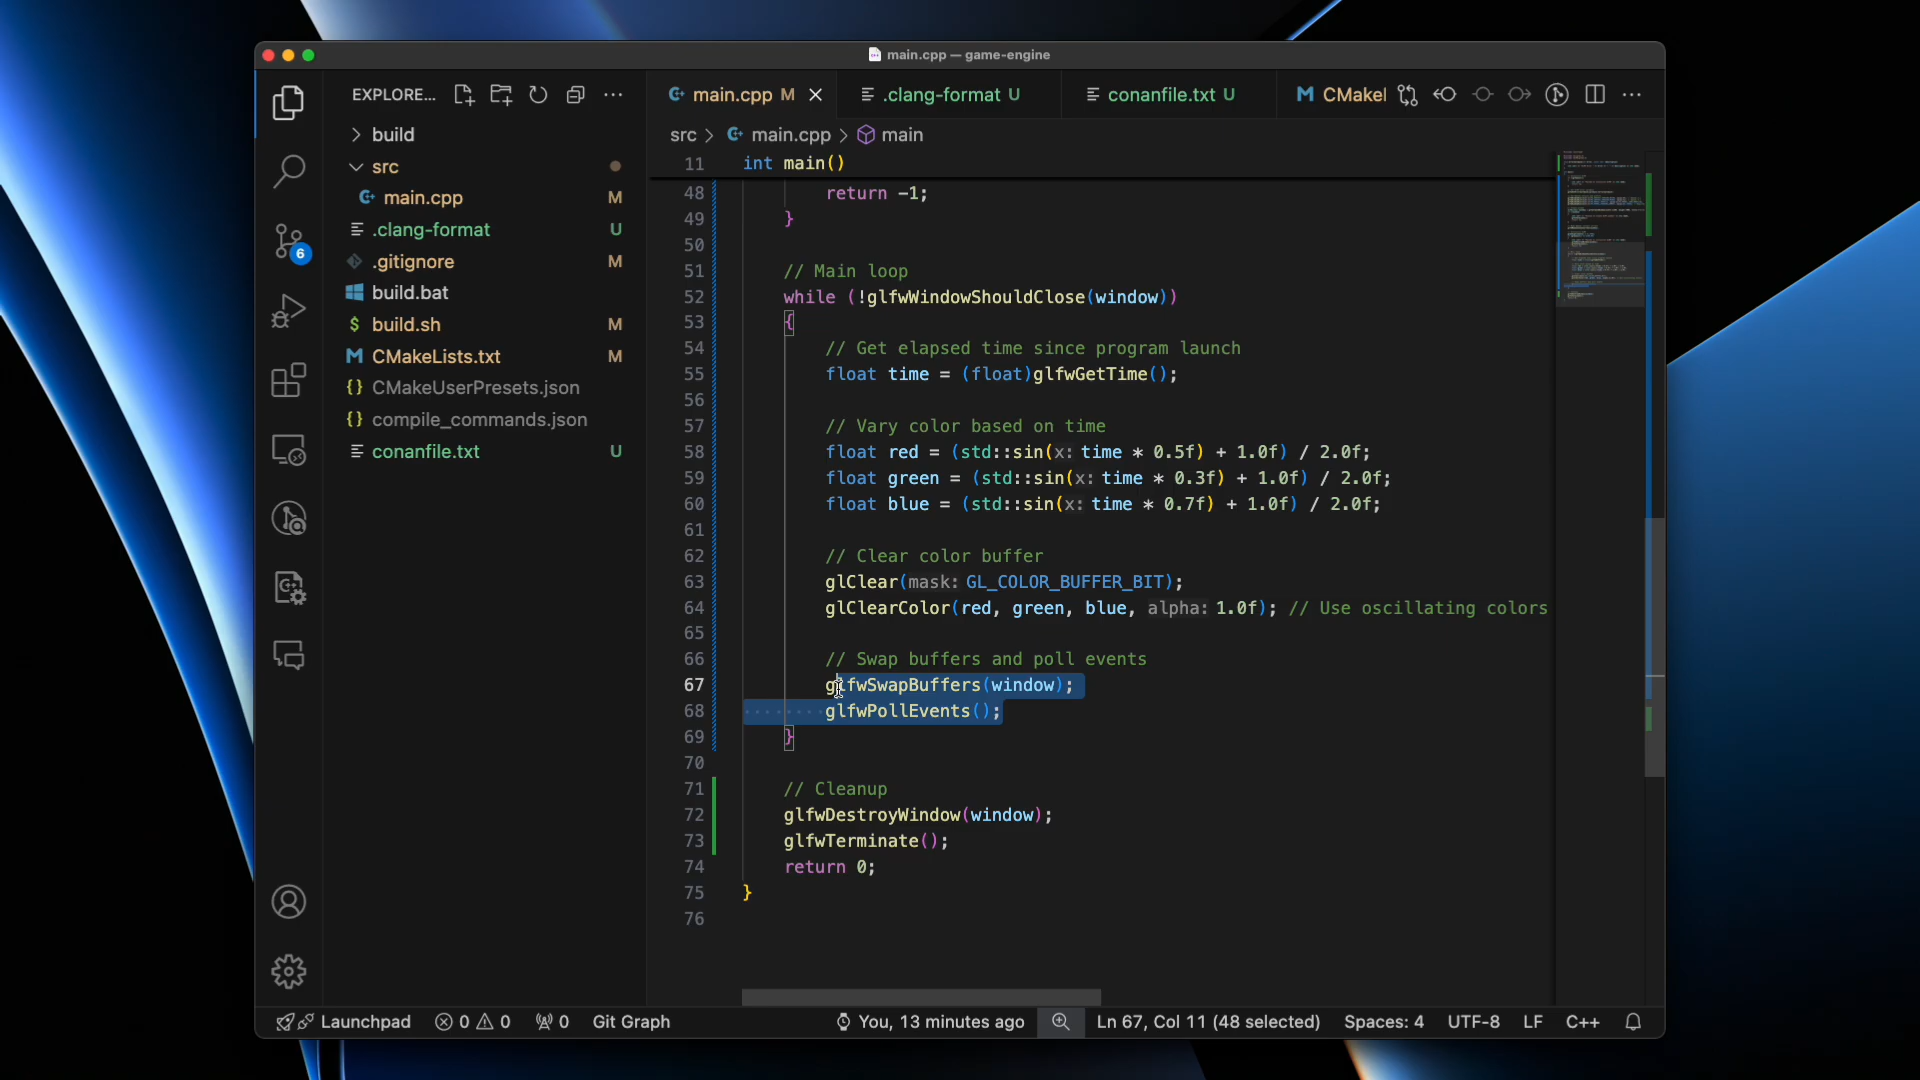 main.cpp — game-engine
EXPLORE...
main.cpp M
.clang-format U
conanfile.txt U
M CMakeL
build
src
main.cpp M
.clang-format U
.gitignore M
build.bat
$ build.sh M
M CMakeLists.txt M
{} CMakeUserPresets.json
{} compile_commands.json
conanfile.txt U
6
src > main.cpp > main
11 int main()
48 return -1;
49 }
50
51 // Main loop
52 while (!glfwWindowShouldClose(window))
53 {
54 // Get elapsed time since program launch
55 float time = (float)glfwGetTime();
56
57 // Vary color based on time
58 float red = (std::sin(x: time * 0.5f) + 1.0f) / 2.0f;
59 float green = (std::sin(x: time * 0.3f) + 1.0f) / 2.0f;
60 float blue = (std::sin(x: time * 0.7f) + 1.0f) / 2.0f;
61
62 // Clear color buffer
63 glClear(mask: GL_COLOR_BUFFER_BIT);
64 glClearColor(red, green, blue, alpha: 1.0f); // Use oscillating colors
65
66 // Swap buffers and poll events
67 glfwSwapBuffers(window);
68 glfwPollEvents();
69 }
70
71 // Cleanup
72 glfwDestroyWindow(window);
73 glfwTerminate();
74 return 0;
75 }
76
Launchpad 0 0 0 Git Graph You, 13 minutes ago Ln 67, Col 11 (48 selected) Spaces: 4 UTF-8 LF C++